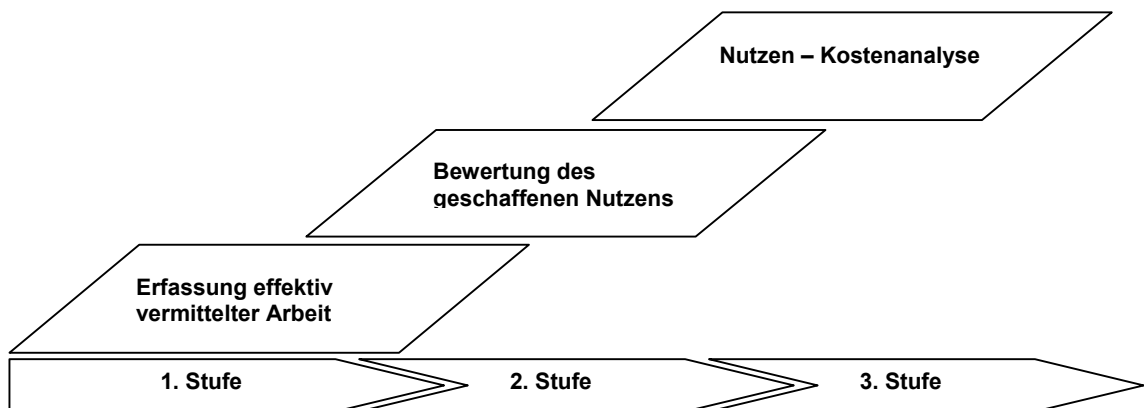 Nutzen – Kostenanalyse
Bewertung des
geschaffenen Nutzens
Erfassung effektiv
vermittelter Arbeit
1. Stufe
2. Stufe
3. Stufe